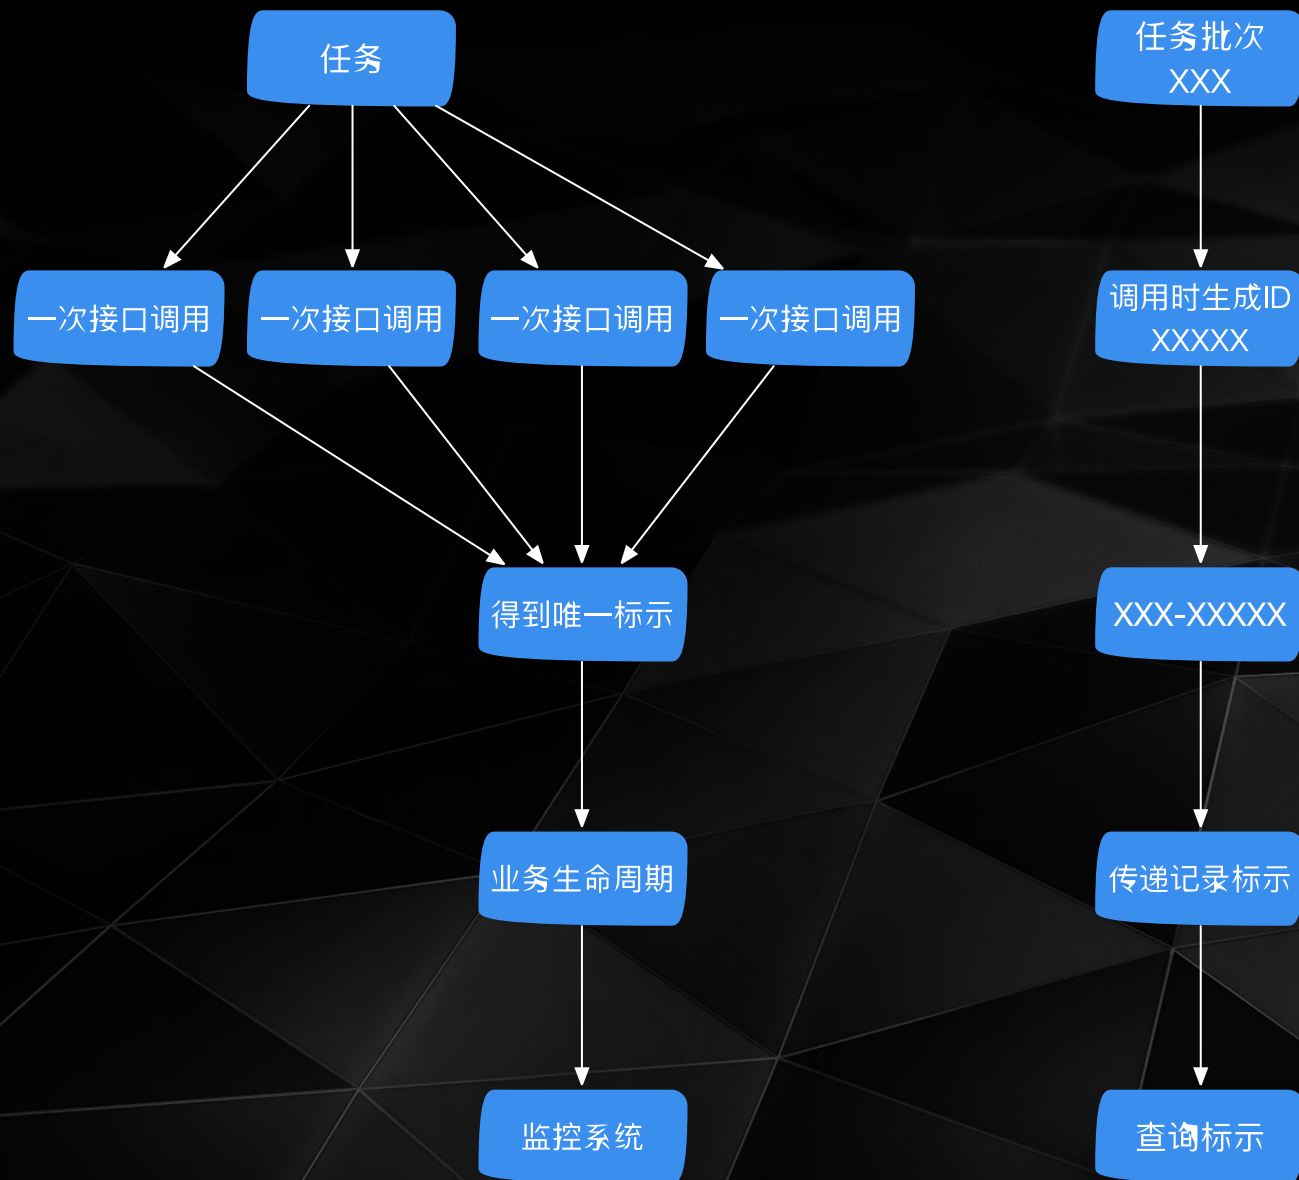 任务
任务批次
XXX
一次接口调用
一次接口调用
一次接口调用
一次接口调用
调用时生成ID
XXXXX
得到唯一标示
XXX-XXXXX
业务生命周期
传递记录标示
监控系统
查询标示